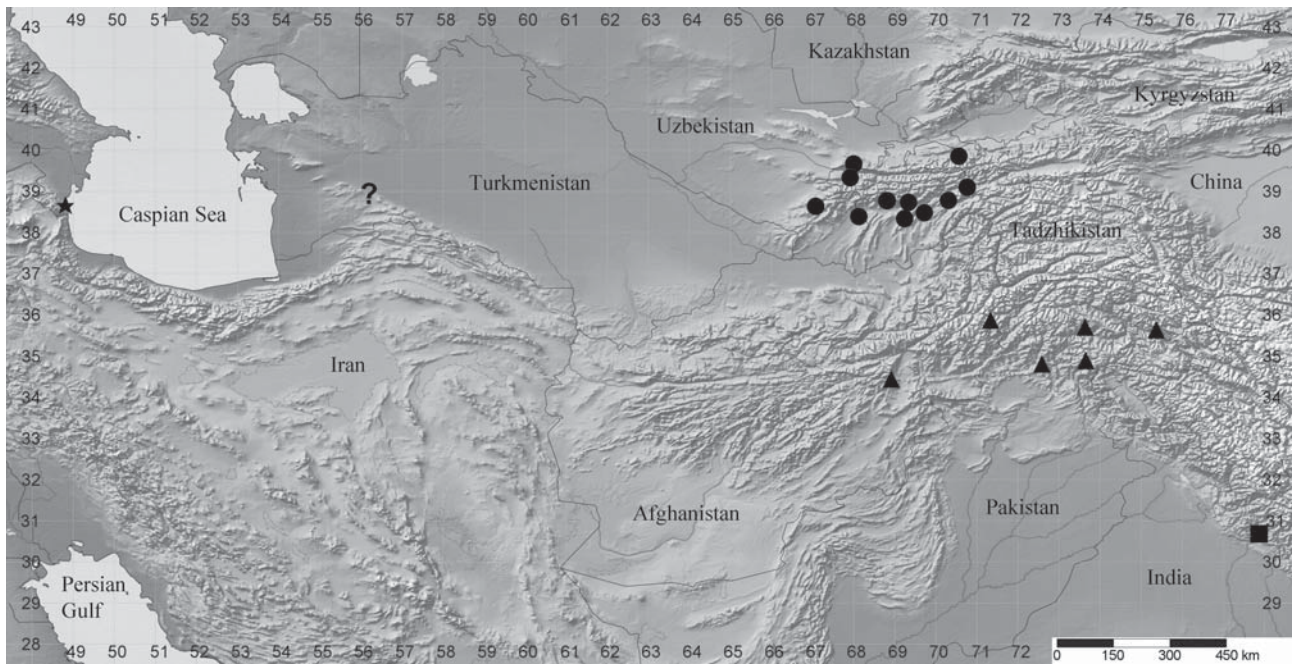 49 50 51 52 53 54 55 56 57 58 59 60 61 62 63 64 65 66 67 68 69 70 71 72 73 74 75 76 77
43 43
Kazakhstan
42 42
Kyrgyzstan
41 41
Uzbekistan
40 40
China
39 ? Turkmenistan 39
Caspian Sea
Tadzhikistan
38 38
37 37
36 36
Iran
35 35
34 34
33 33
32 32
Afghanistan Pakistan
31 31
30 30
Persian
Gulf
India
29 29
28
49 50 51 52 53 54 55 56 57 58 59 60 61 62 63 64 65 66 67 68 69 70 71 72
0 150 300 450 km